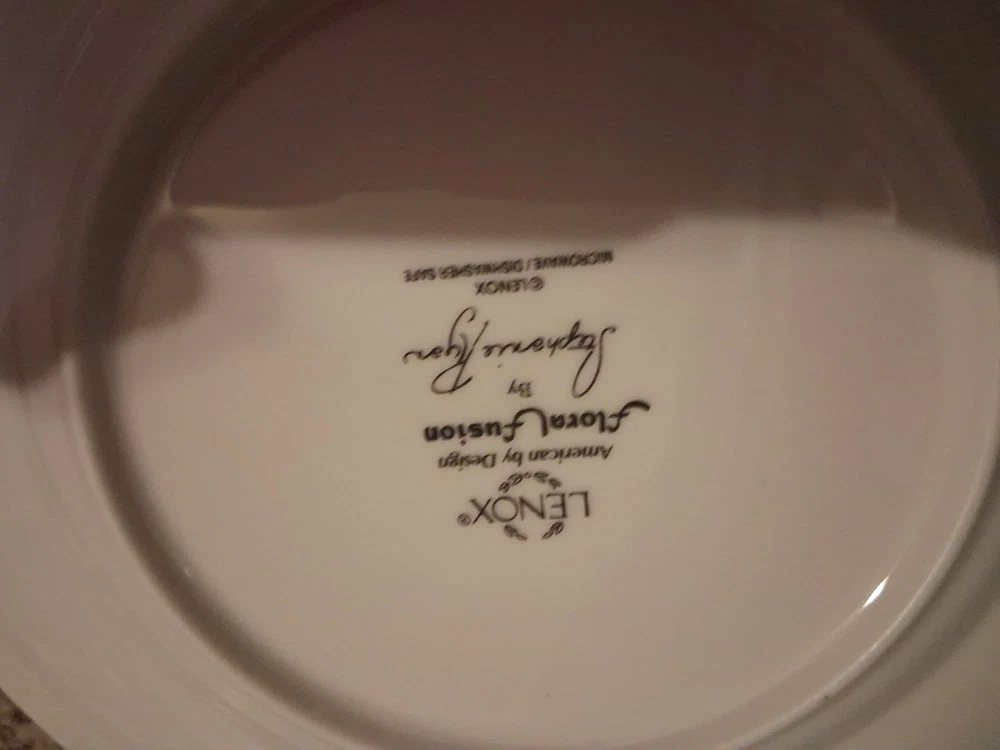 LENOX®
American by Design
Floral Fusion
By
Stephanie Ryan
©LENOX
MICROWAVE / DISHWASHER SAFE